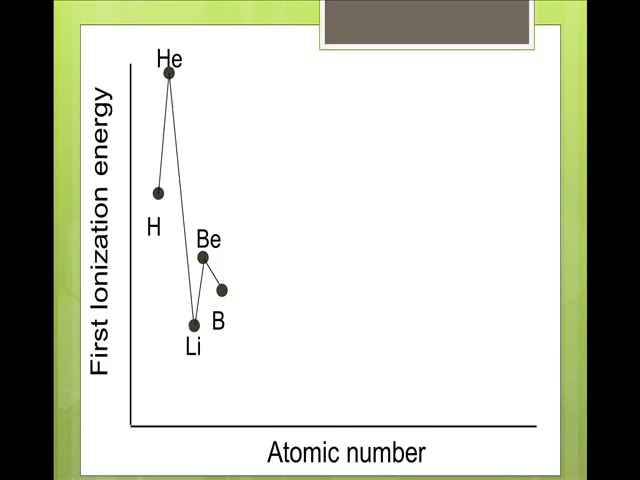 He
First Ionization energy
H
Be
B
Li
Atomic number